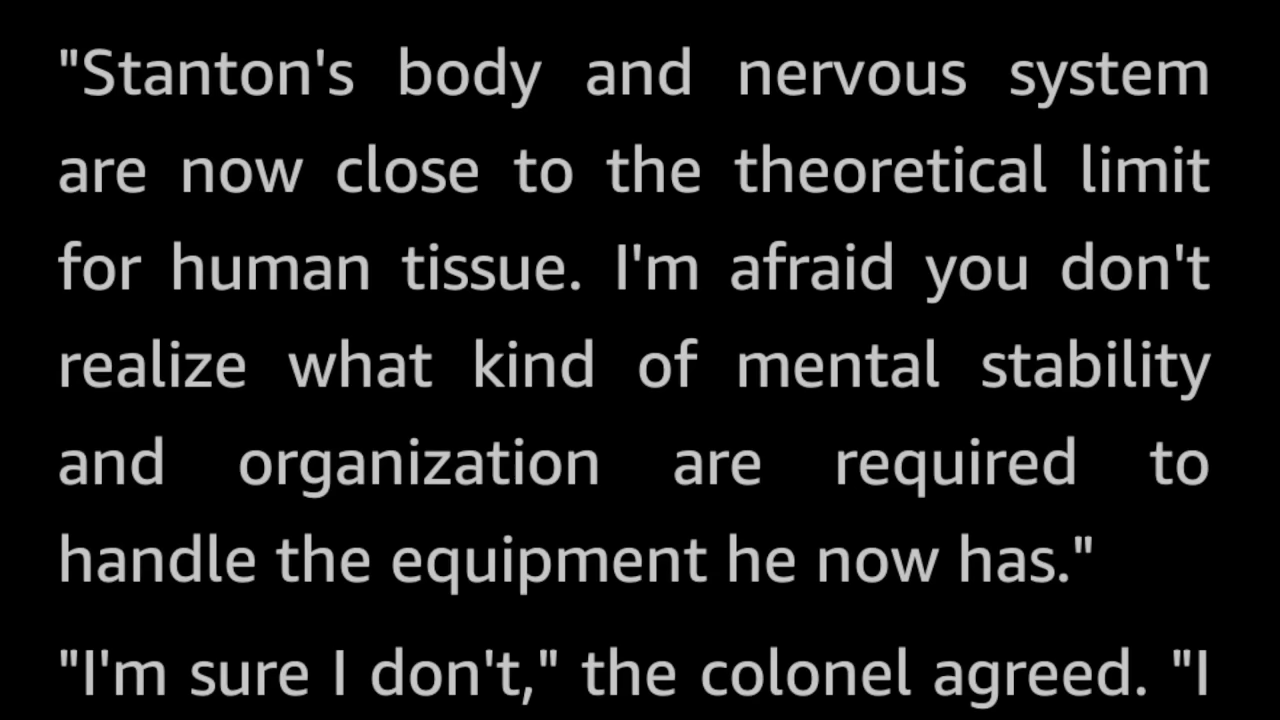 "Stanton's body and nervous system
are now close to the theoretical limit
for human tissue. I'm afraid you don't
realize what kind of mental stability
and organization are required to
handle the equipment he now has."
"I'm sure I don't," the colonel agreed. "I